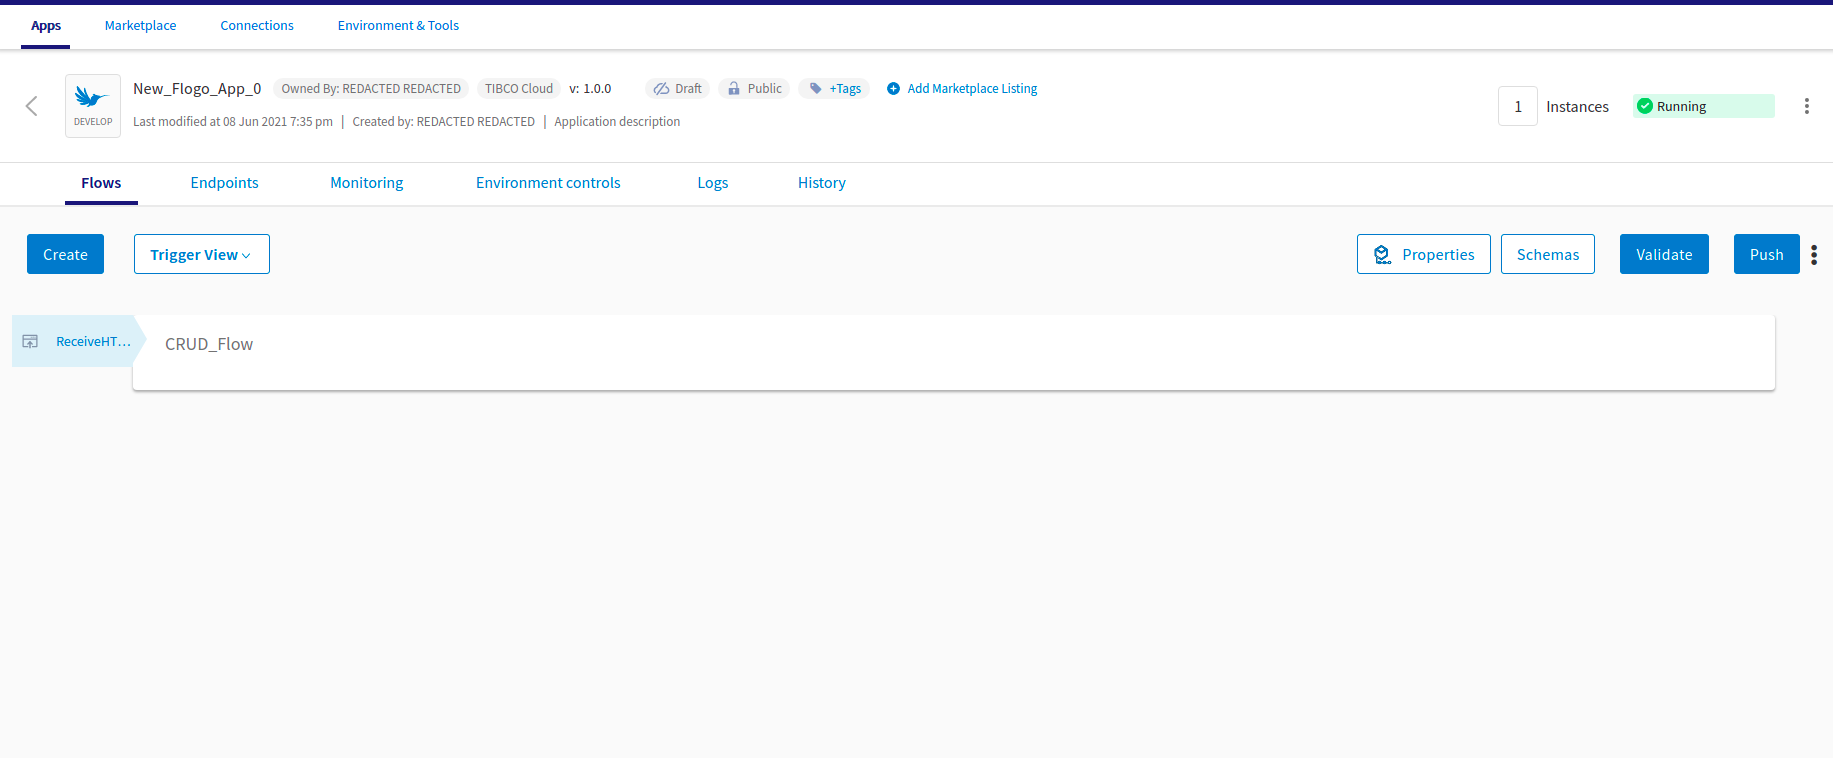 Apps Marketplace Connections Environment & Tools
New_Flogo_App_0 Owned By: REDACTED REDACTED TIBCO Cloud v: 1.0.0 Draft Public +Tags Add Marketplace Listing
DEVELOP
Last modified at 08 Jun 2021 7:35 pm | Created by: REDACTED REDACTED | Application description
1 Instances Running
Flows Endpoints Monitoring Environment controls Logs History
Create Trigger View Properties Schemas Validate Push
ReceiveHT... CRUD_Flow